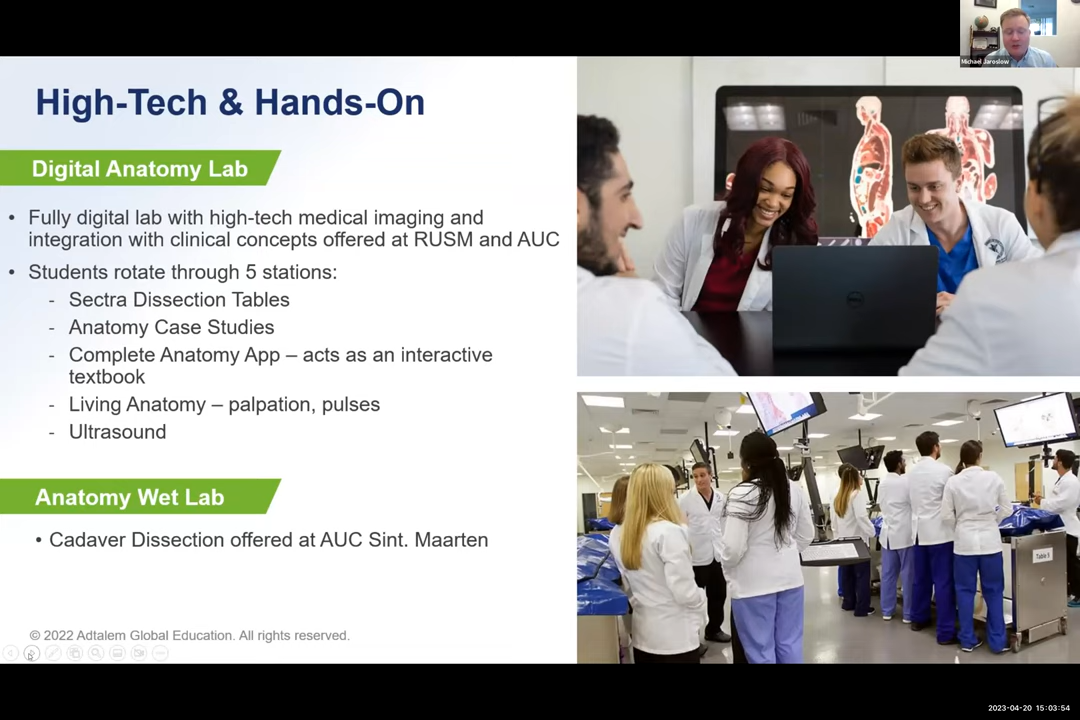 Michael Jaroslow
High-Tech & Hands-On
Digital Anatomy Lab
• Fully digital lab with high-tech medical imaging and
integration with clinical concepts offered at RUSM and AUC
• Students rotate through 5 stations:
- Sectra Dissection Tables
- Anatomy Case Studies
- Complete Anatomy App – acts as an interactive
textbook
- Living Anatomy – palpation, pulses
- Ultrasound
Anatomy Wet Lab
• Cadaver Dissection offered at AUC Sint. Maarten
© 2022 Adtalem Global Education. All rights reserved.
DELL
2023-04-20 15:03:54